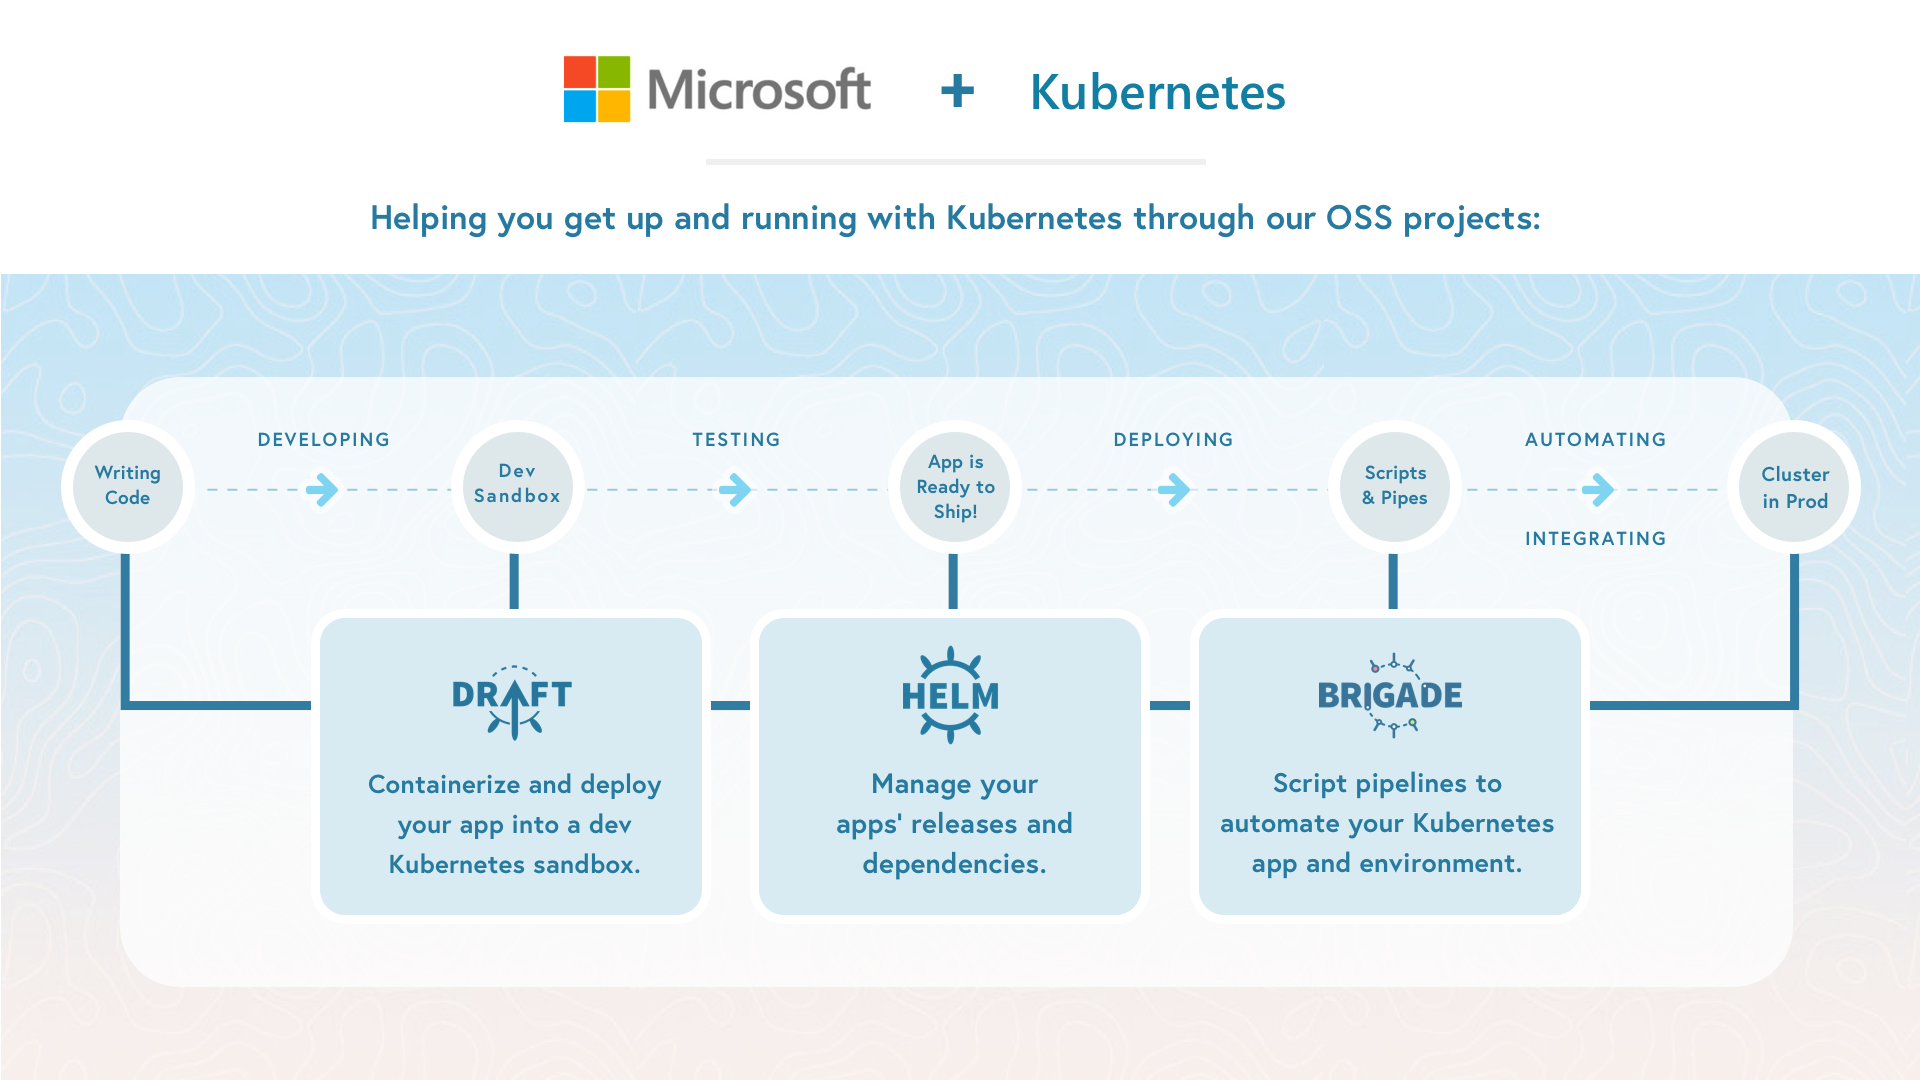 Microsoft + Kubernetes
Helping you get up and running with Kubernetes through our OSS projects:
DEVELOPING
TESTING
DEPLOYING
AUTOMATING
Writing
Code
Dev
Sandbox
App is
Ready to
Ship!
Scripts
& Pipes
Cluster
in Prod
INTEGRATING
DRAFT
Containerize and deploy
your app into a dev
Kubernetes sandbox.
HELM
Manage your
apps' releases and
dependencies.
BRIGADE
Script pipelines to
automate your Kubernetes
app and environment.